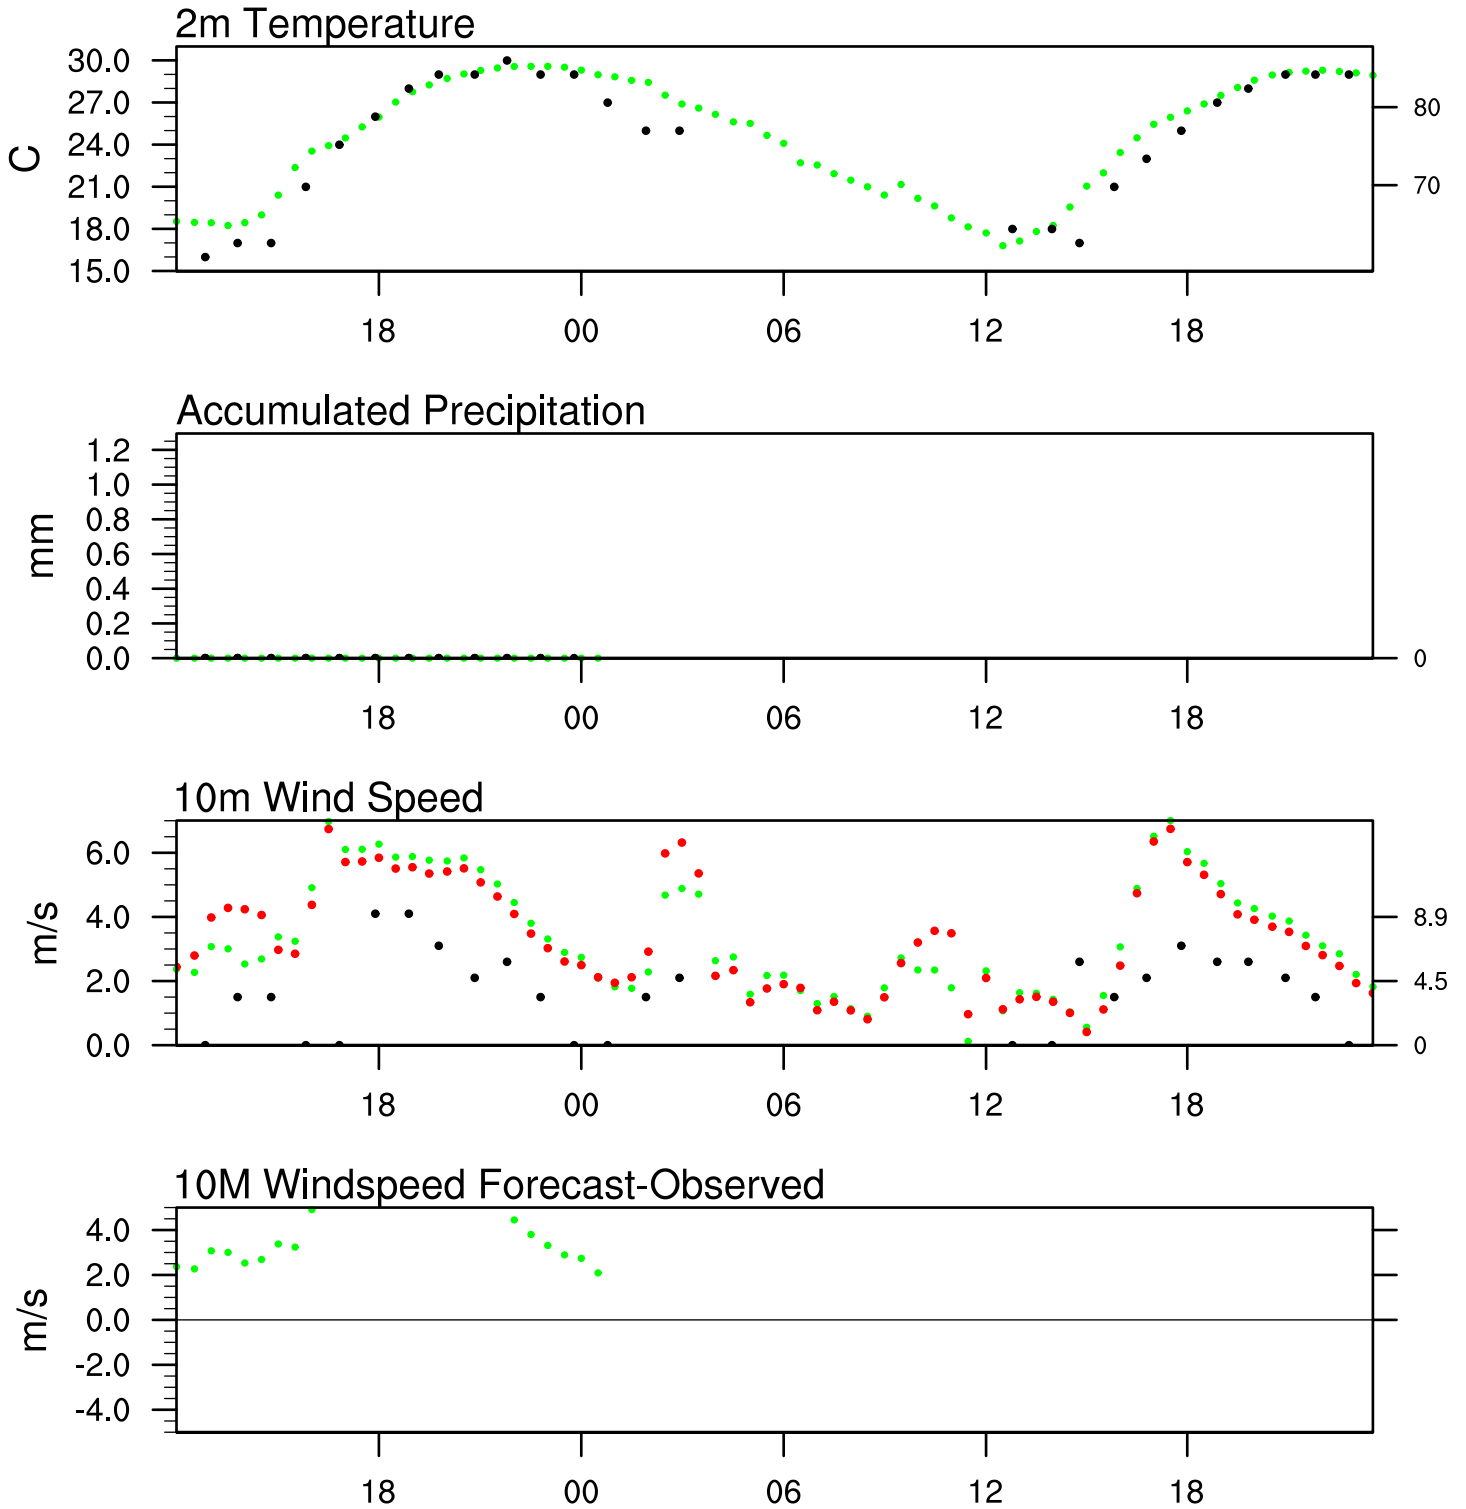 2m Temperature
30.0
27.0
24.0
21.0
18.0
15.0
C
80
70
18 00 06 12 18
Accumulated Precipitation
1.2
1.0
0.8
0.6
0.4
0.2
0.0
mm
0
18 00 06 12 18
10m Wind Speed
6.0
4.0
2.0
0.0
m/s
8.9
4.5
0
18 00 06 12 18
10M Windspeed Forecast-Observed
4.0
2.0
0.0
-2.0
-4.0
m/s
18 00 06 12 18